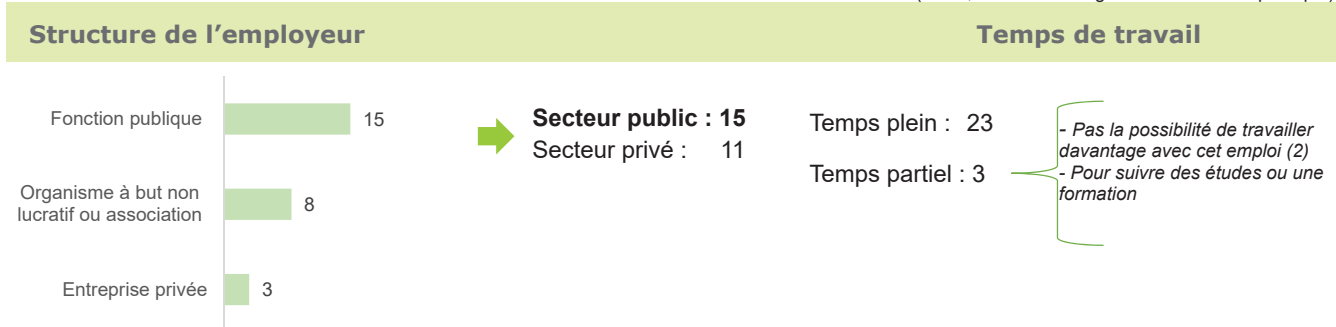 Structure de l'employeur
Temps de travail
Fonction publique
15
Organisme à but non
lucratif ou association
8
Entreprise privée
3
Secteur public : 15
Secteur privé : 11
Temps plein : 23
Temps partiel : 3
- Pas la possibilité de travailler
davantage avec cet emploi (2)
- Pour suivre des études ou une
formation